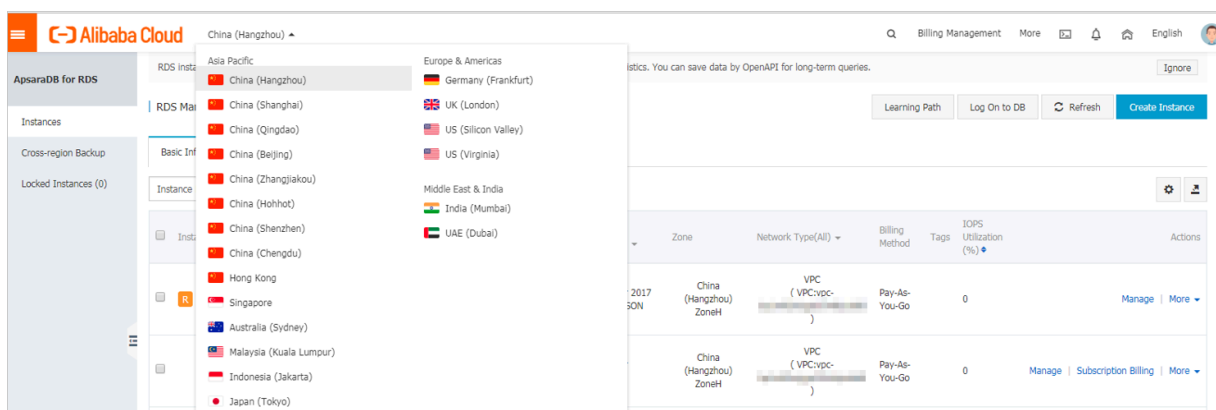 Alibaba Cloud
China (Hangzhou)
Billing Management
More
English
ApsaraDB for RDS
Instances
Cross-region Backup
Locked Instances (0)
RDS insta
stics. You can save data by OpenAPI for long-term queries.
Ignore
RDS Mar
Learning Path
Log On to DB
Refresh
Create Instance
Basic Inf
Instance
Asia Pacific
China (Hangzhou)
China (Shanghai)
China (Qingdao)
China (Beijing)
China (Zhangjiakou)
China (Hohhot)
China (Shenzhen)
China (Chengdu)
Hong Kong
Singapore
Australia (Sydney)
Malaysia (Kuala Lumpur)
Indonesia (Jakarta)
Japan (Tokyo)
Europe & Americas
Germany (Frankfurt)
UK (London)
US (Silicon Valley)
US (Virginia)
Middle East & India
India (Mumbai)
UAE (Dubai)
Insta
Zone
Network Type(All)
Billing
Method
Tags
IOPS
Utilization
(%)
Actions
R
2017
SON
China
(Hangzhou)
ZoneH
VPC
( VPC:vpc-
)
Pay-As-
You-Go
0
Manage | More
China
(Hangzhou)
ZoneH
VPC
( VPC:vpc-
)
Pay-As-
You-Go
0
Manage | Subscription Billing | More